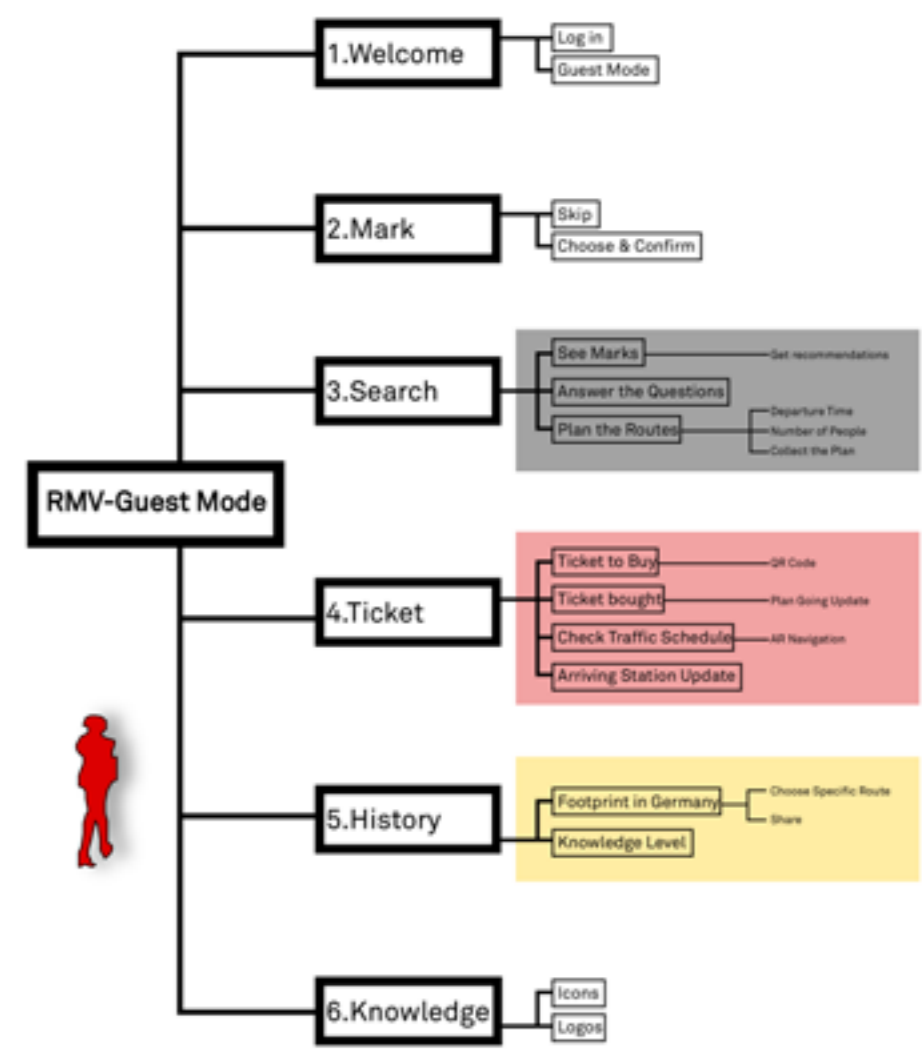 1.Welcome
Log in
Guest Mode
2.Mark
Skip
Choose & Confirm
3.Search
See Marks
Get recommendations
Answer the Questions
Plan the Routes
Departure Time
Number of People
Collect the Plan
RMV-Guest Mode
4.Ticket
Ticket to Buy
QR Code
Ticket bought
Plan Going Update
Check Traffic Schedule
AR Navigation
Arriving Station Update
5.History
Footprint in Germany
Choose Specific Route
Share
Knowledge Level
6.Knowledge
Icons
Logos